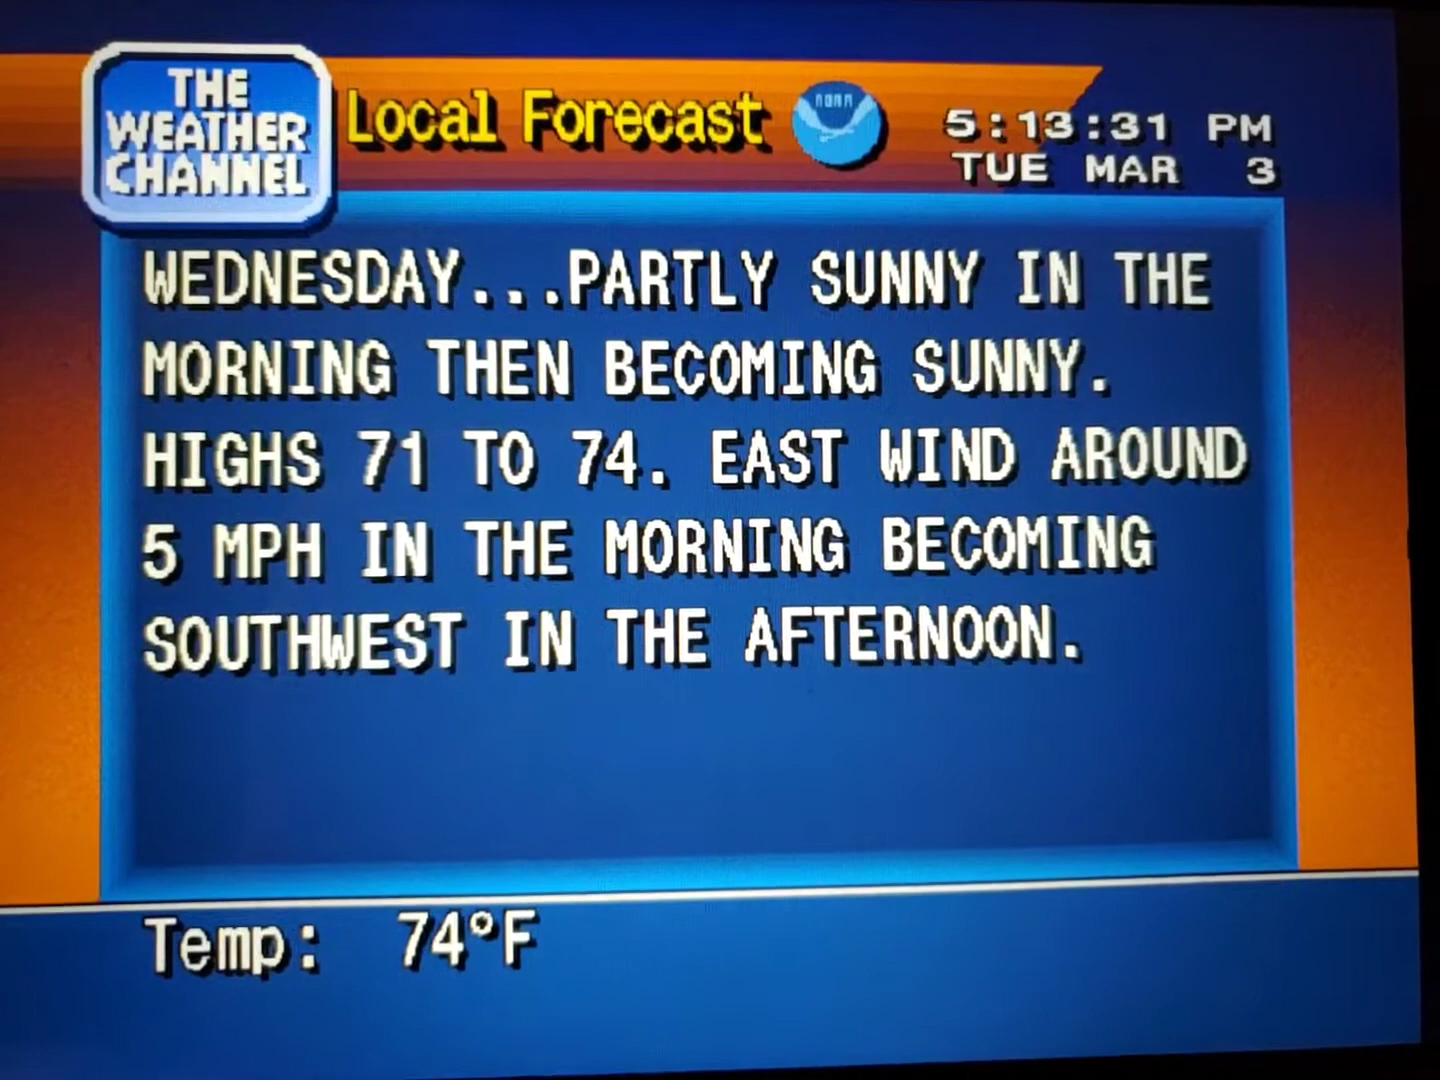 THE
WEATHER
CHANNEL
Local Forecast
NOAA
5:13:31 PM
TUE MAR 3
WEDNESDAY...PARTLY SUNNY IN THE
MORNING THEN BECOMING SUNNY.
HIGHS 71 TO 74. EAST WIND AROUND
5 MPH IN THE MORNING BECOMING
SOUTHWEST IN THE AFTERNOON.
Temp: 74°F